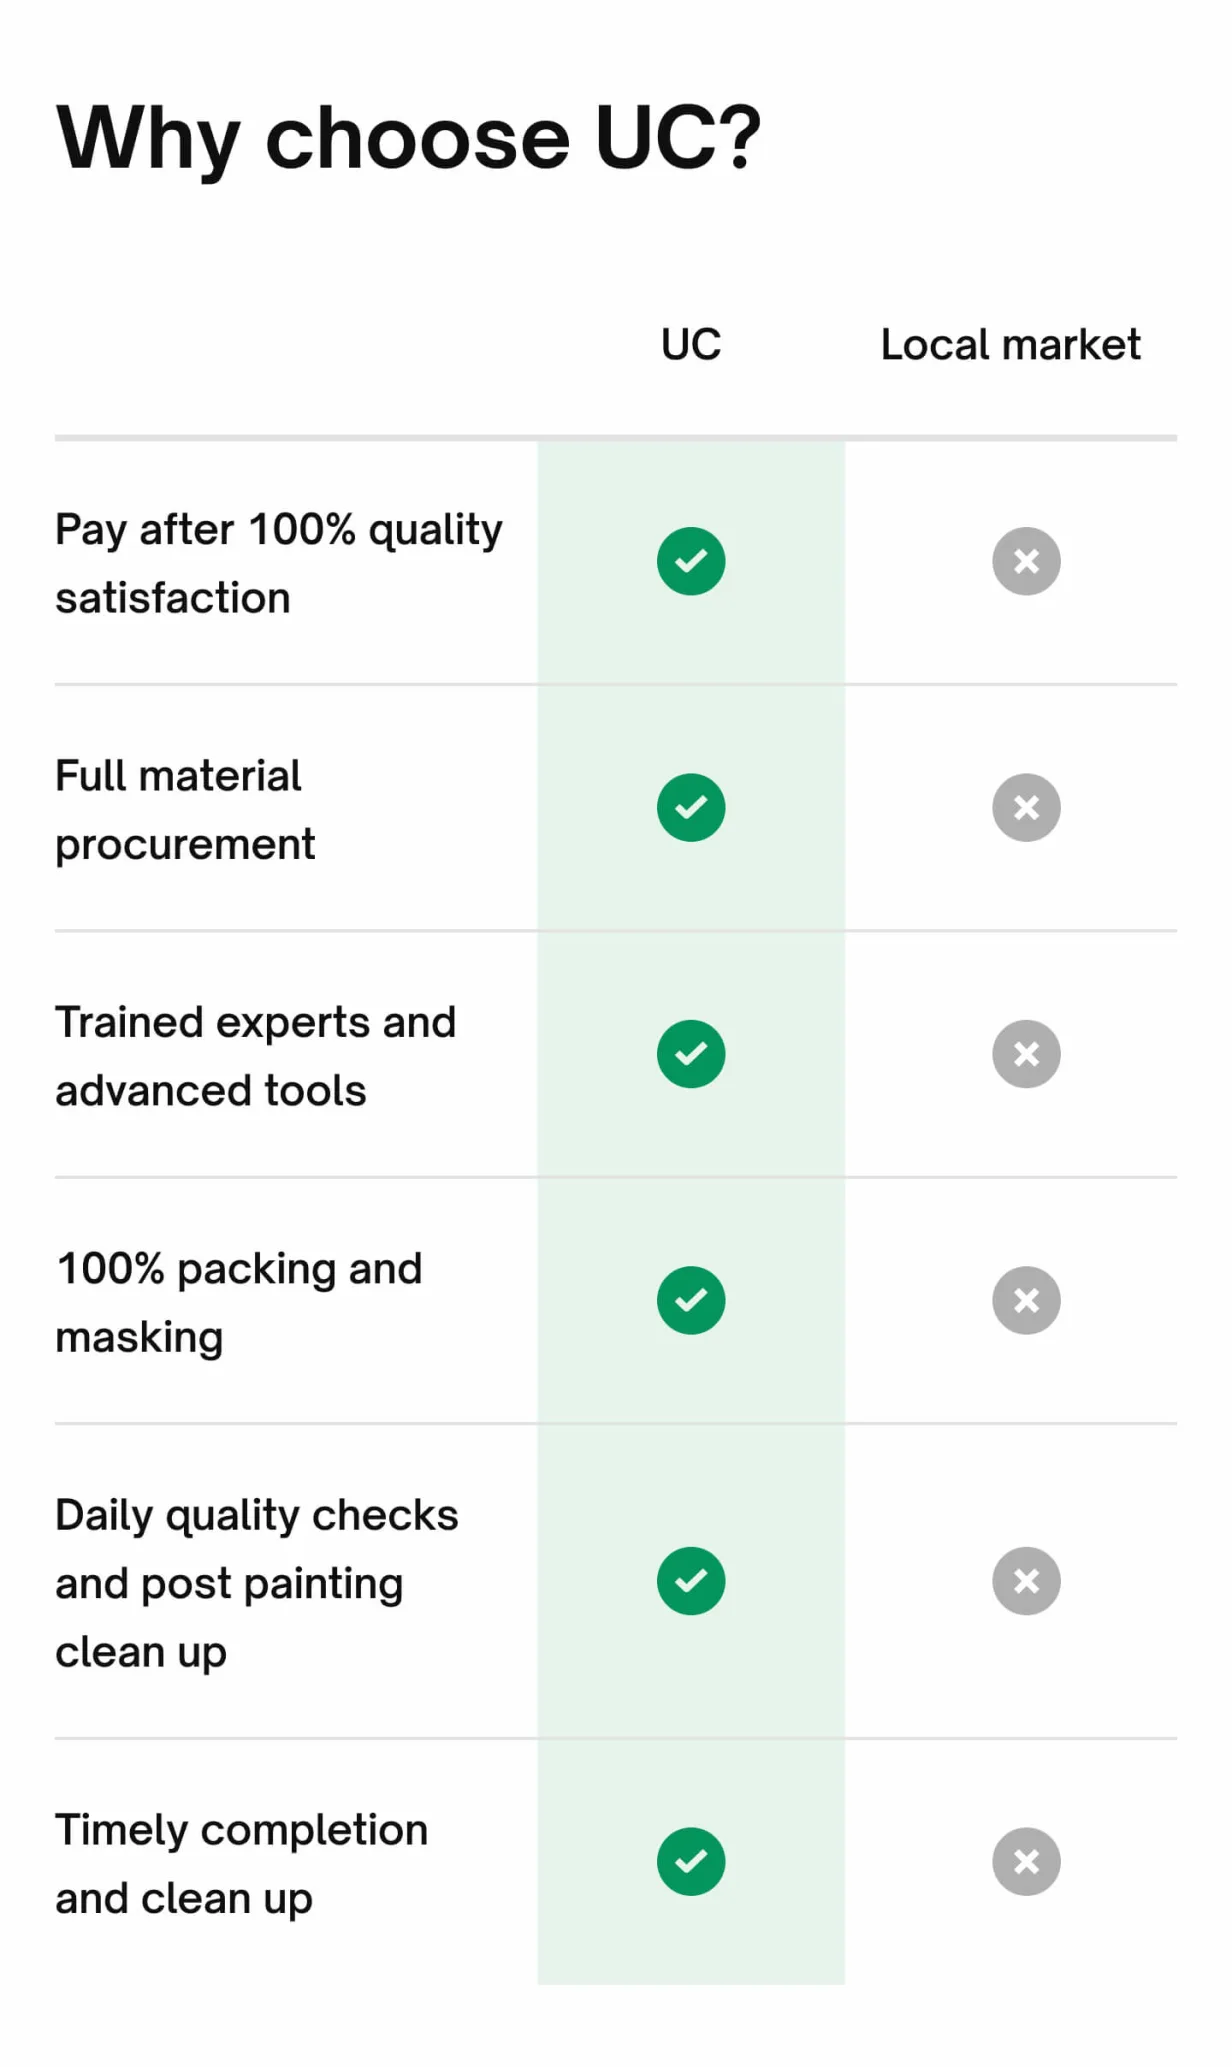 Why choose UC?
UC Local market
Pay after 100% quality
satisfaction
Full material
procurement
Trained experts and
advanced tools
100% packing and
masking
Daily quality checks
and post painting
clean up
Timely completion
and clean up